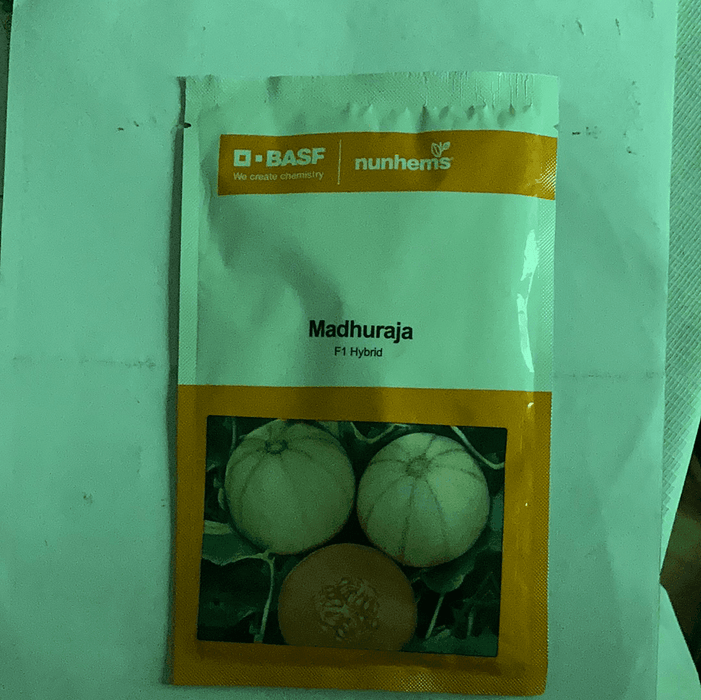 BASF
We create chemistry
nunhems
Madhuraja
F1 Hybrid